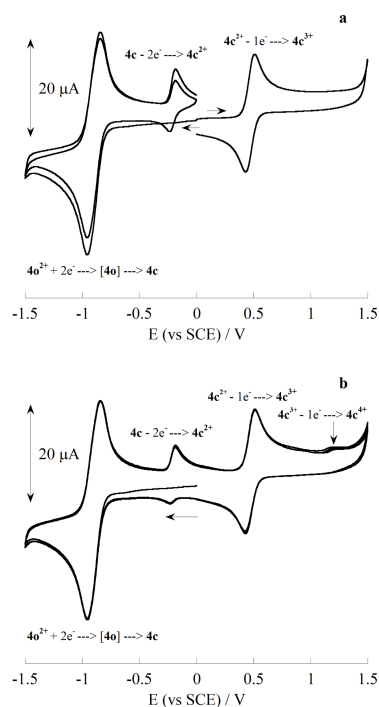 a
4c²⁺ - 1e⁻ ---> 4c³⁺
4c - 2e⁻ ---> 4c²⁺
20 μA
4o²⁺ + 2e⁻ ---> [4o] ---> 4c
-1.5 -1 -0.5 0 0.5 1 1.5
E (vs SCE) / V
b
4c²⁺ - 1e⁻ ---> 4c³⁺
4c³⁺ - 1e⁻ ---> 4c⁴⁺
4c - 2e⁻ ---> 4c²⁺
20 μA
4o²⁺ + 2e⁻ ---> [4o] ---> 4c
-1.5 -1 -0.5 0 0.5 1 1.5
E (vs SCE) / V